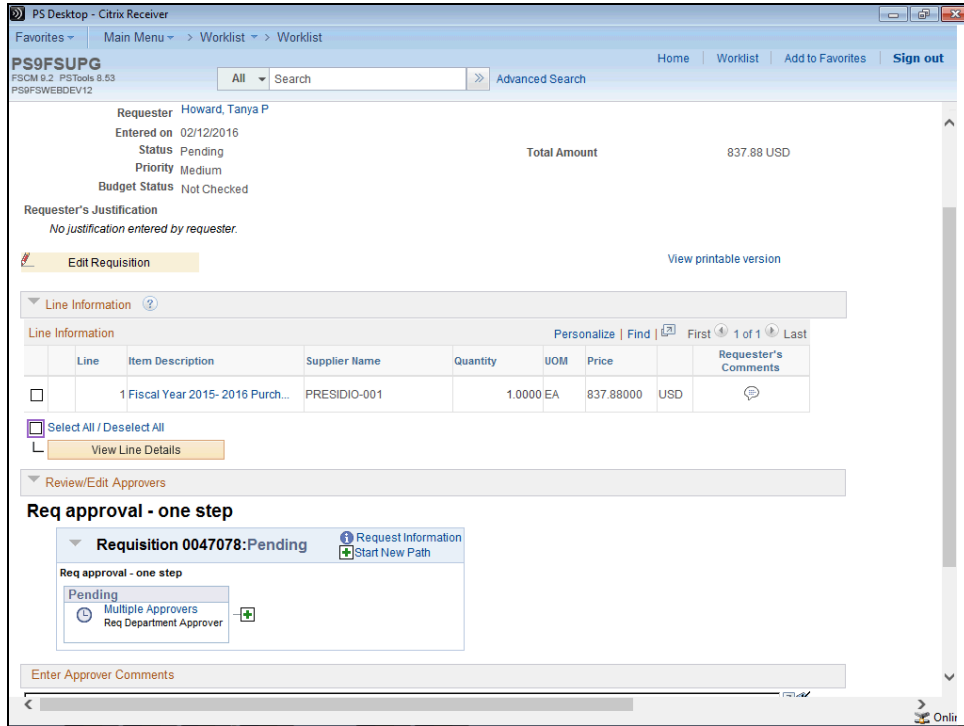 PS Desktop - Citrix Receiver
Favorites Main Menu > Worklist > Worklist
PS9FSUPG
FSCM 9.2 PSTools 8.53
PS9FSWEBDEV12
All Search Advanced Search
Home Worklist Add to Favorites Sign out
Requester Howard, Tanya P
Entered on 02/12/2016
Status Pending
Total Amount 837.88 USD
Priority Medium
Budget Status Not Checked
Requester's Justification
No justification entered by requester.
Edit Requisition
View printable version
Line Information ?
Line Information
Personalize | Find | First 1 of 1 Last
Line Item Description Supplier Name Quantity UOM Price Requester's Comments
1 Fiscal Year 2015- 2016 Purch... PRESIDIO-001 1.0000 EA 837.88000 USD
Select All / Deselect All
View Line Details
Review/Edit Approvers
Req approval - one step
Requisition 0047078:Pending
Request Information
Start New Path
Req approval - one step
Pending
Multiple Approvers
Req Department Approver
Enter Approver Comments